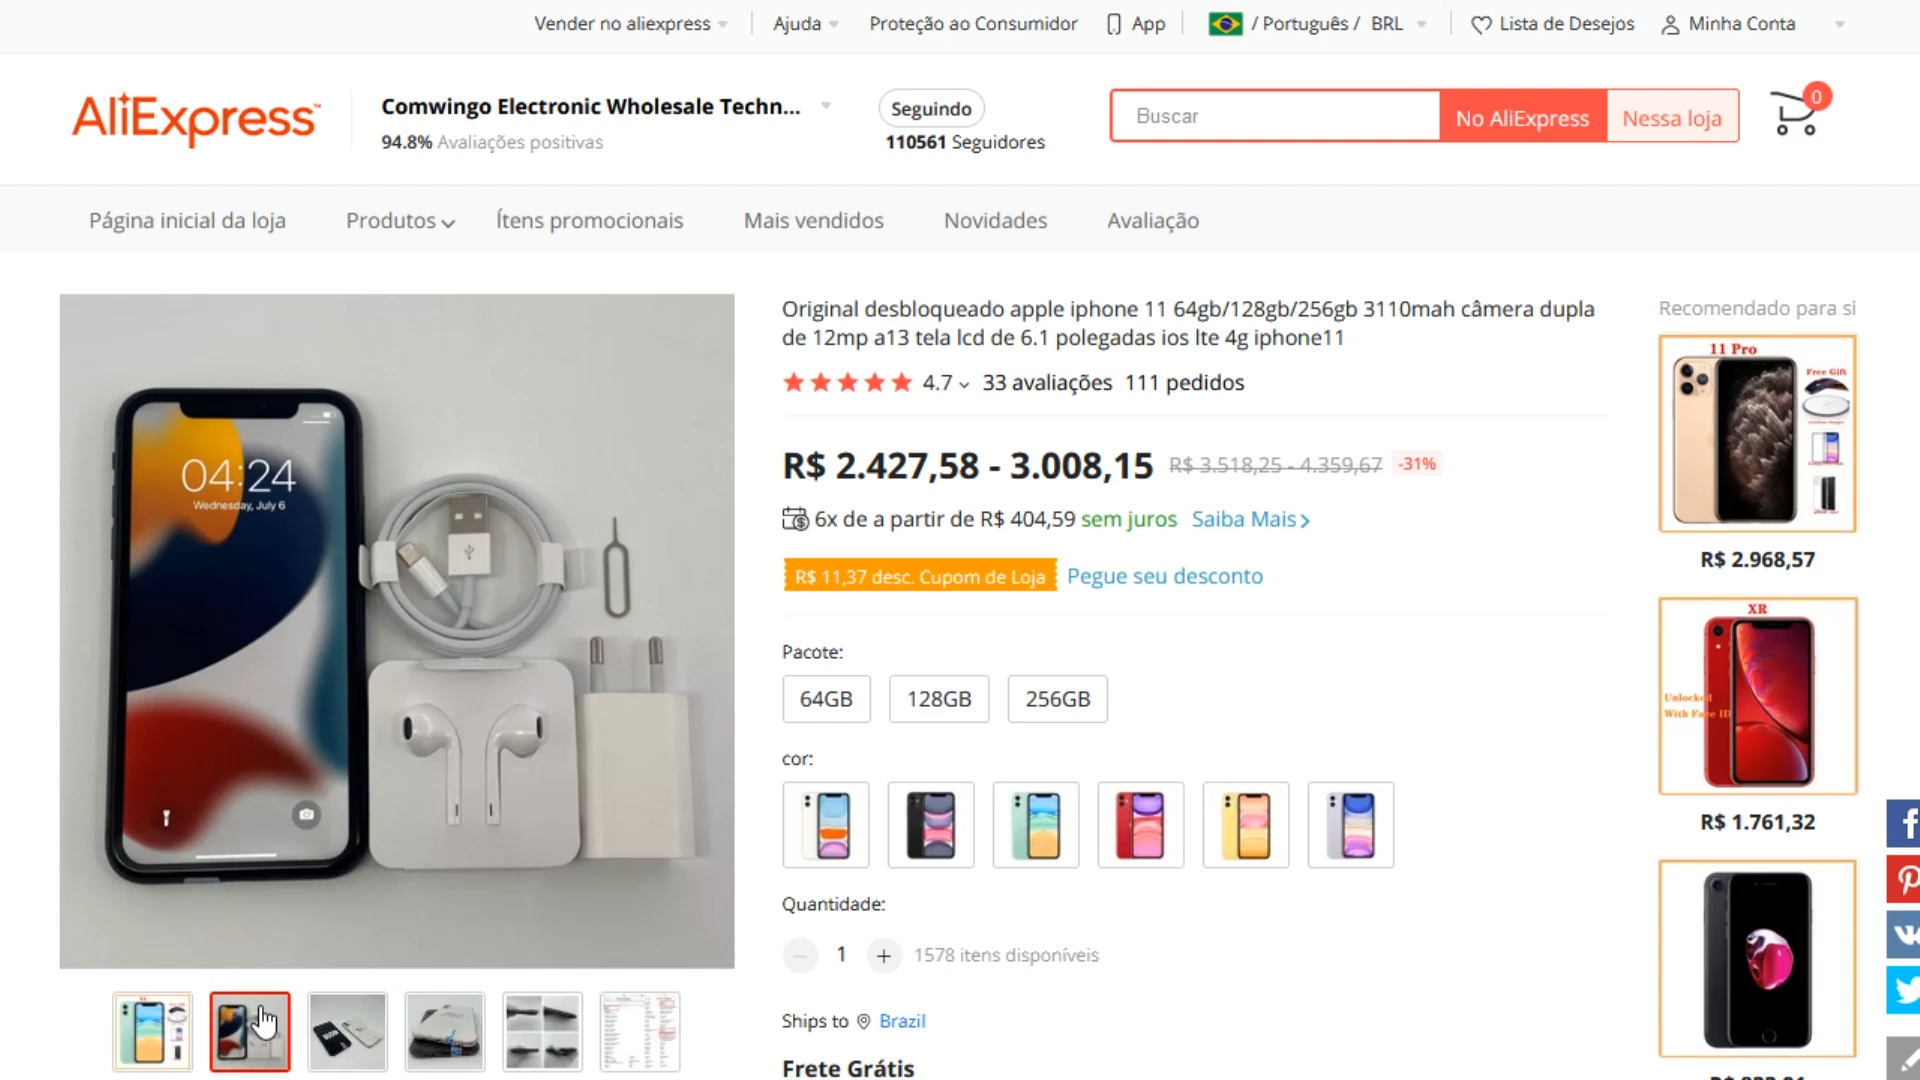 Vender no aliexpress
Ajuda
Proteção ao Consumidor
App
/ Português / BRL
Lista de Desejos
Minha Conta
AliExpress™
Comwingo Electronic Wholesale Techn...
94.8% Avaliações positivas
Seguindo
110561 Seguidores
Buscar
No AliExpress
Nessa loja
0
Página inicial da loja
Produtos
Ítens promocionais
Mais vendidos
Novidades
Avaliação
04:24
Wednesday, July 6
Original desbloqueado apple iphone 11 64gb/128gb/256gb 3110mah câmera dupla
de 12mp a13 tela lcd de 6.1 polegadas ios lte 4g iphone11
4.7
33 avaliações
111 pedidos
R$ 2.427,58 - 3.008,15
R$ 3.518,25 - 4.359,67
-31%
6x de a partir de R$ 404,59 sem juros Saiba Mais
R$ 11,37 desc. Cupom de Loja
Pegue seu desconto
Pacote:
64GB
128GB
256GB
cor:
Quantidade:
1
1578 itens disponíveis
Ships to Brazil
Frete Grátis
Recomendado para si
11 Pro
Free Gift
R$ 2.968,57
XR
Unlocked
With Face ID
R$ 1.761,32